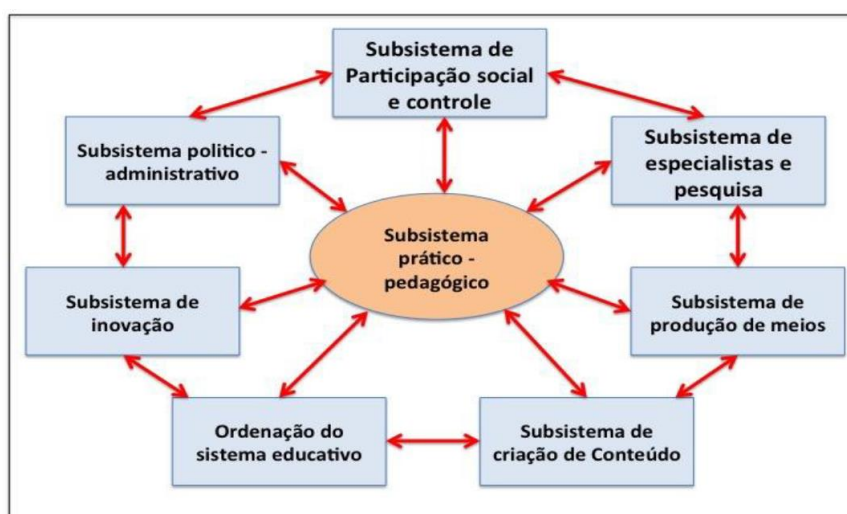 Subsistema de
Participação social
e controle
Subsistema politico -
administrativo
Subsistema de
especialistas e
pesquisa
Subsistema
prático -
pedagógico
Subsistema de
inovação
Subsistema de
produção de meios
Ordenação do
sistema educativo
Subsistema de
criação de Conteúdo